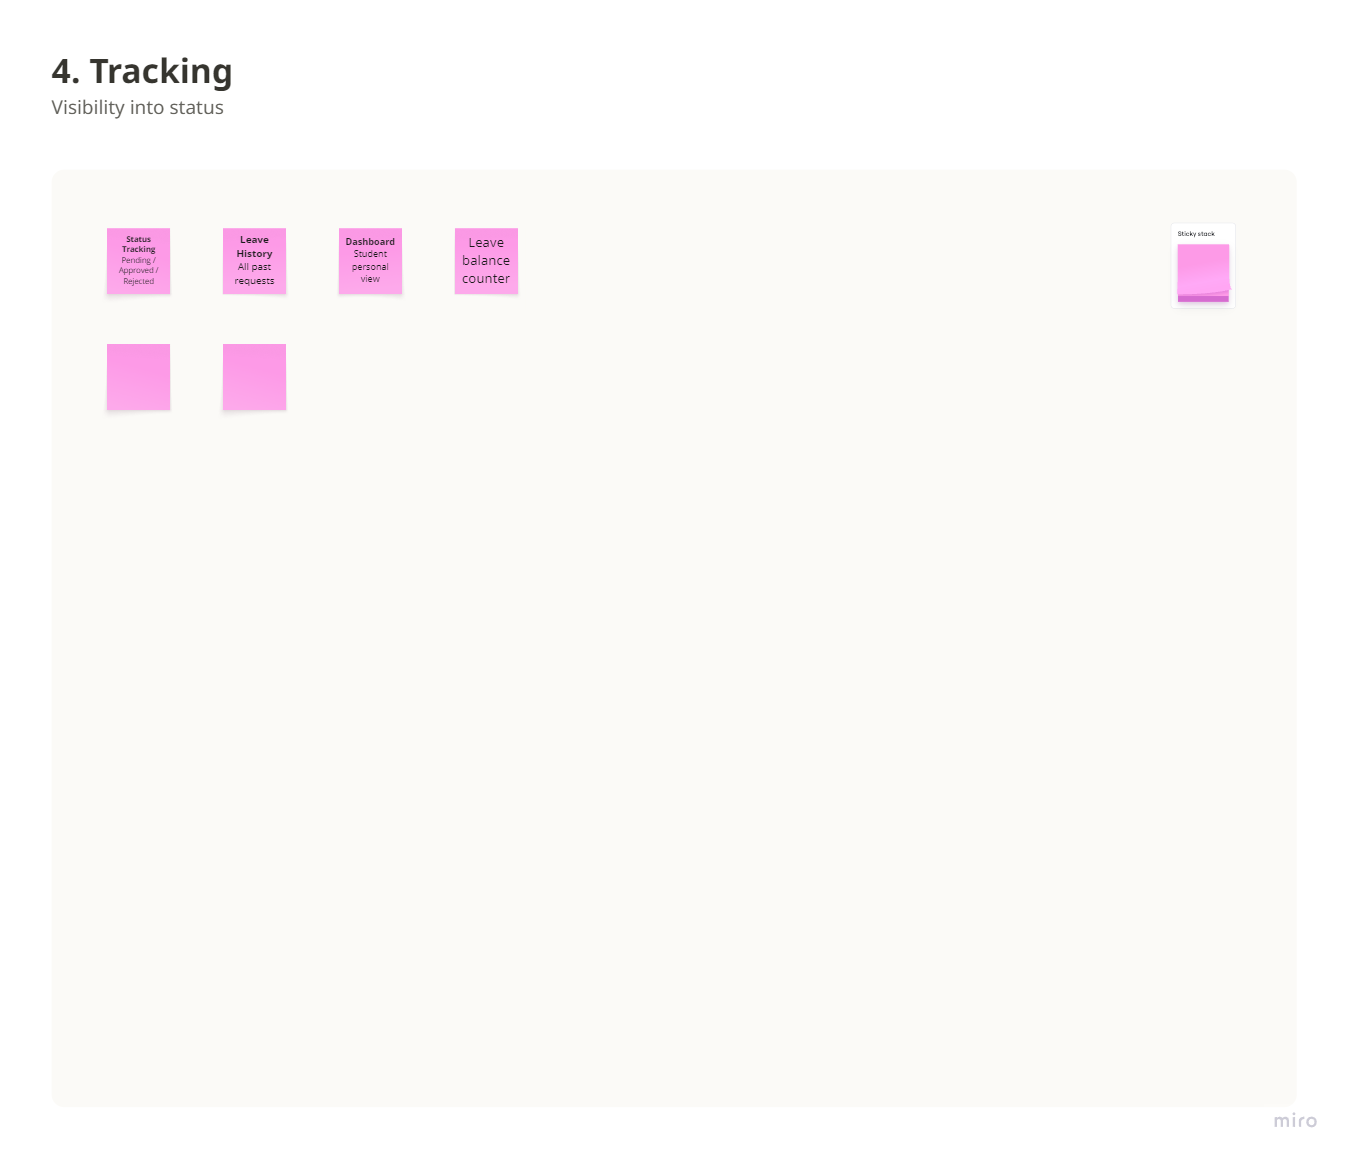 4. Tracking
Visibility into status
Status
Tracking
Pending /
Approved /
Rejected
Leave
History
All past
requests
Dashboard
Student
personal
view
Leave
balance
counter
Sticky stack
miro